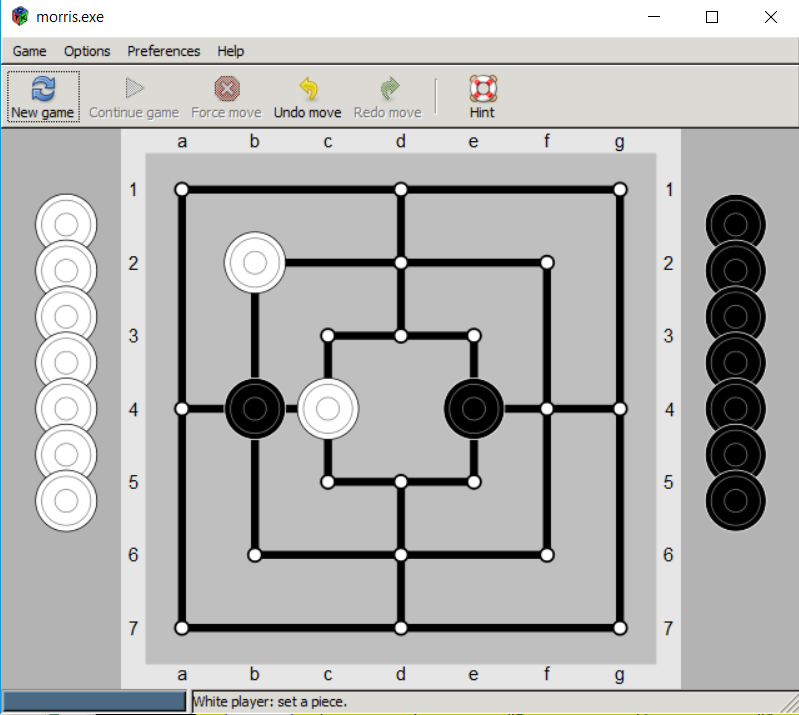 morris.exe
Game Options Preferences Help
New game Continue game Force move Undo move Redo move Hint
a b c d e f g
1 1
2 2
3 3
4 4
5 5
6 6
7 7
a b c d e f g
White player: set a piece.